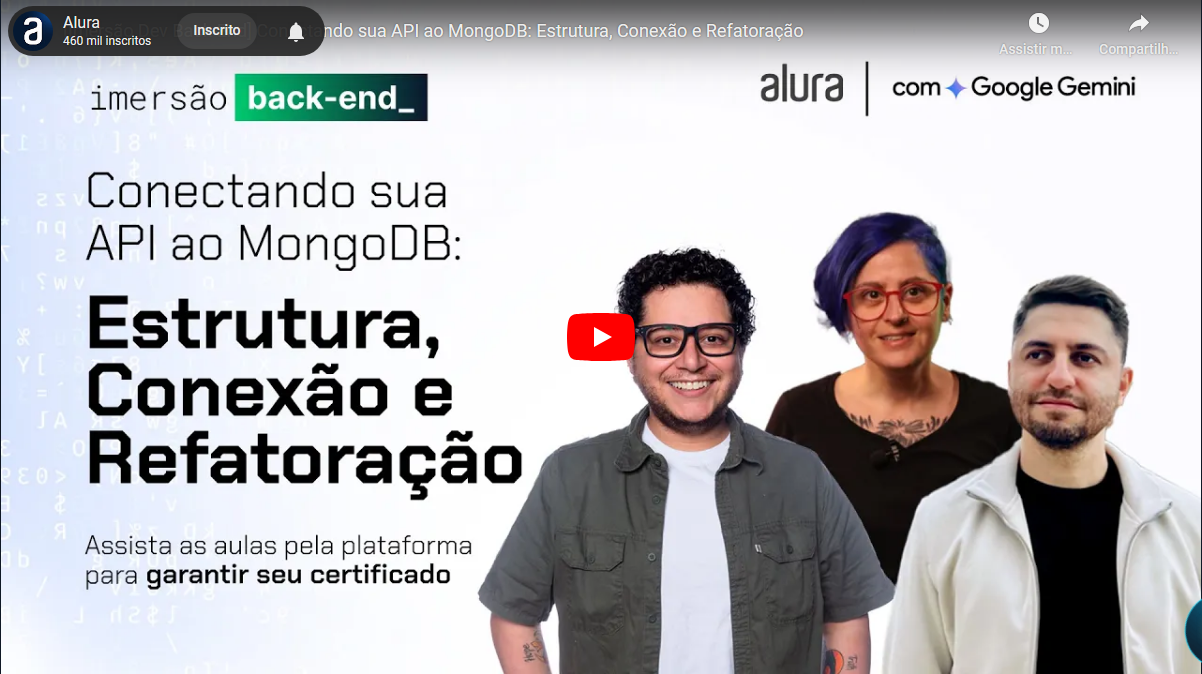 Alura
460 mil inscritos
Inscrito
ando sua API ao MongoDB: Estrutura, Conexão e Refatoração
Assistir m...
Compartilh...
imersão back-end_
alura
com Google Gemini
Conectando sua
API ao MongoDB:
Estrutura,
Conexão e
Refatoração
Assista as aulas pela plataforma
para garantir seu certificado